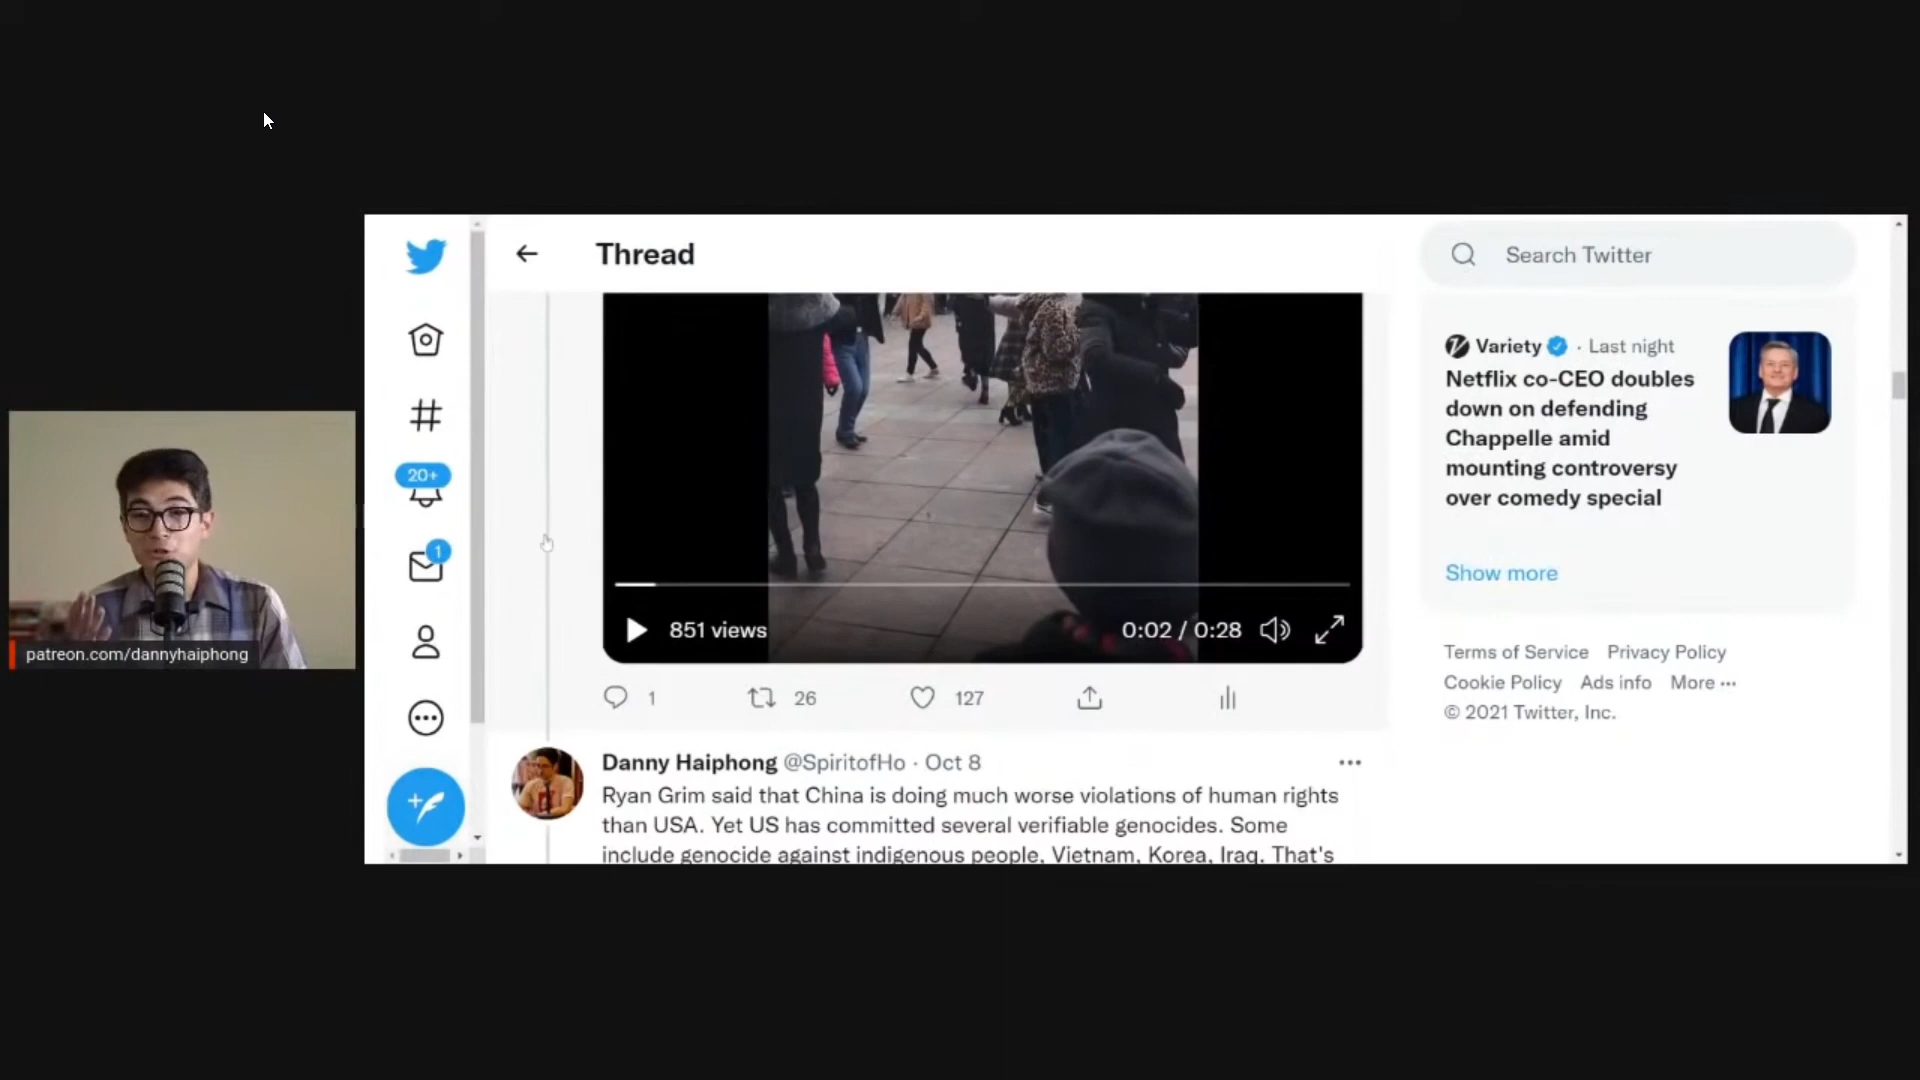 patreon.com/dannyhaiphong
20+
1
Thread
851 views
0:02 / 0:28
1
26
127
Danny Haiphong @SpiritofHo · Oct 8
Ryan Grim said that China is doing much worse violations of human rights
than USA. Yet US has committed several verifiable genocides. Some
include genocide against indigenous people, Vietnam, Korea, Iraq. That's
Search Twitter
Variety · Last night
Netflix co-CEO doubles
down on defending
Chappelle amid
mounting controversy
over comedy special
Show more
Terms of Service Privacy Policy
Cookie Policy Ads info More ···
© 2021 Twitter, Inc.